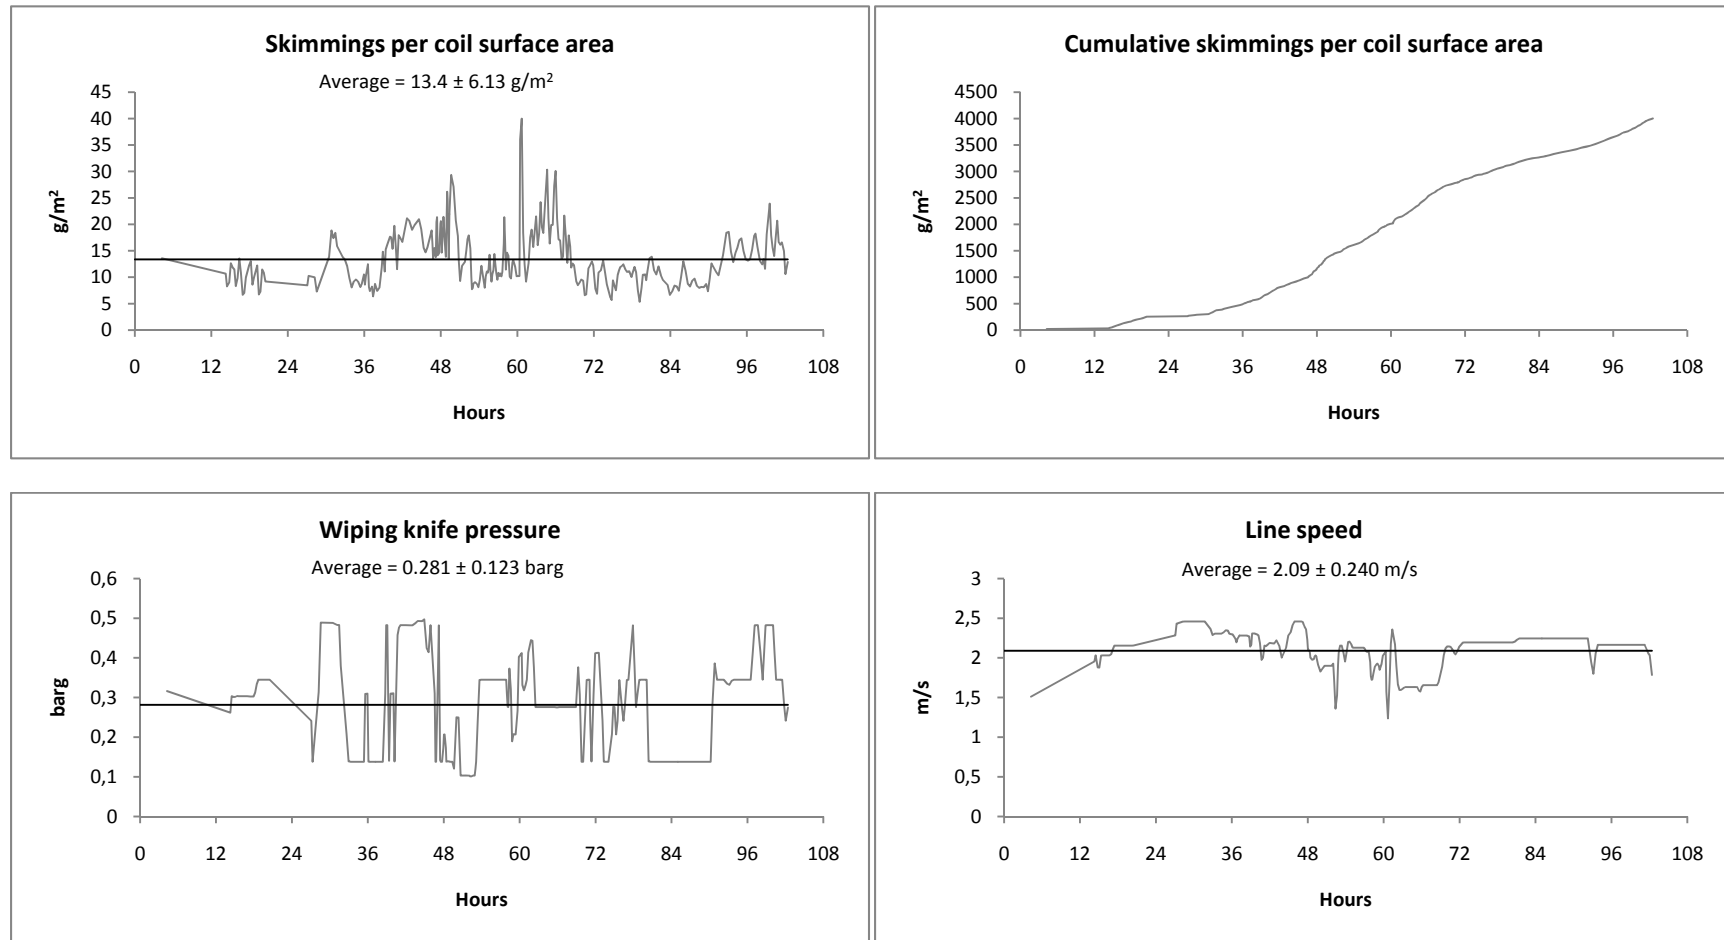 Skimmings per coil surface area
Average = 13.4 ± 6.13 g/m²
45
40
35
30
25
20
15
10
5
0
g/m²
0 12 24 36 48 60 72 84 96 108
Hours
Cumulative skimmings per coil surface area
4500
4000
3500
3000
2500
2000
1500
1000
500
0
g/m²
0 12 24 36 48 60 72 84 96 108
Hours
Wiping knife pressure
Average = 0.281 ± 0.123 barg
0,6
0,5
0,4
0,3
0,2
0,1
0
barg
0 12 24 36 48 60 72 84 96 108
Hours
Line speed
Average = 2.09 ± 0.240 m/s
3
2,5
2
1,5
1
0,5
0
m/s
0 12 24 36 48 60 72 84 96 108
Hours